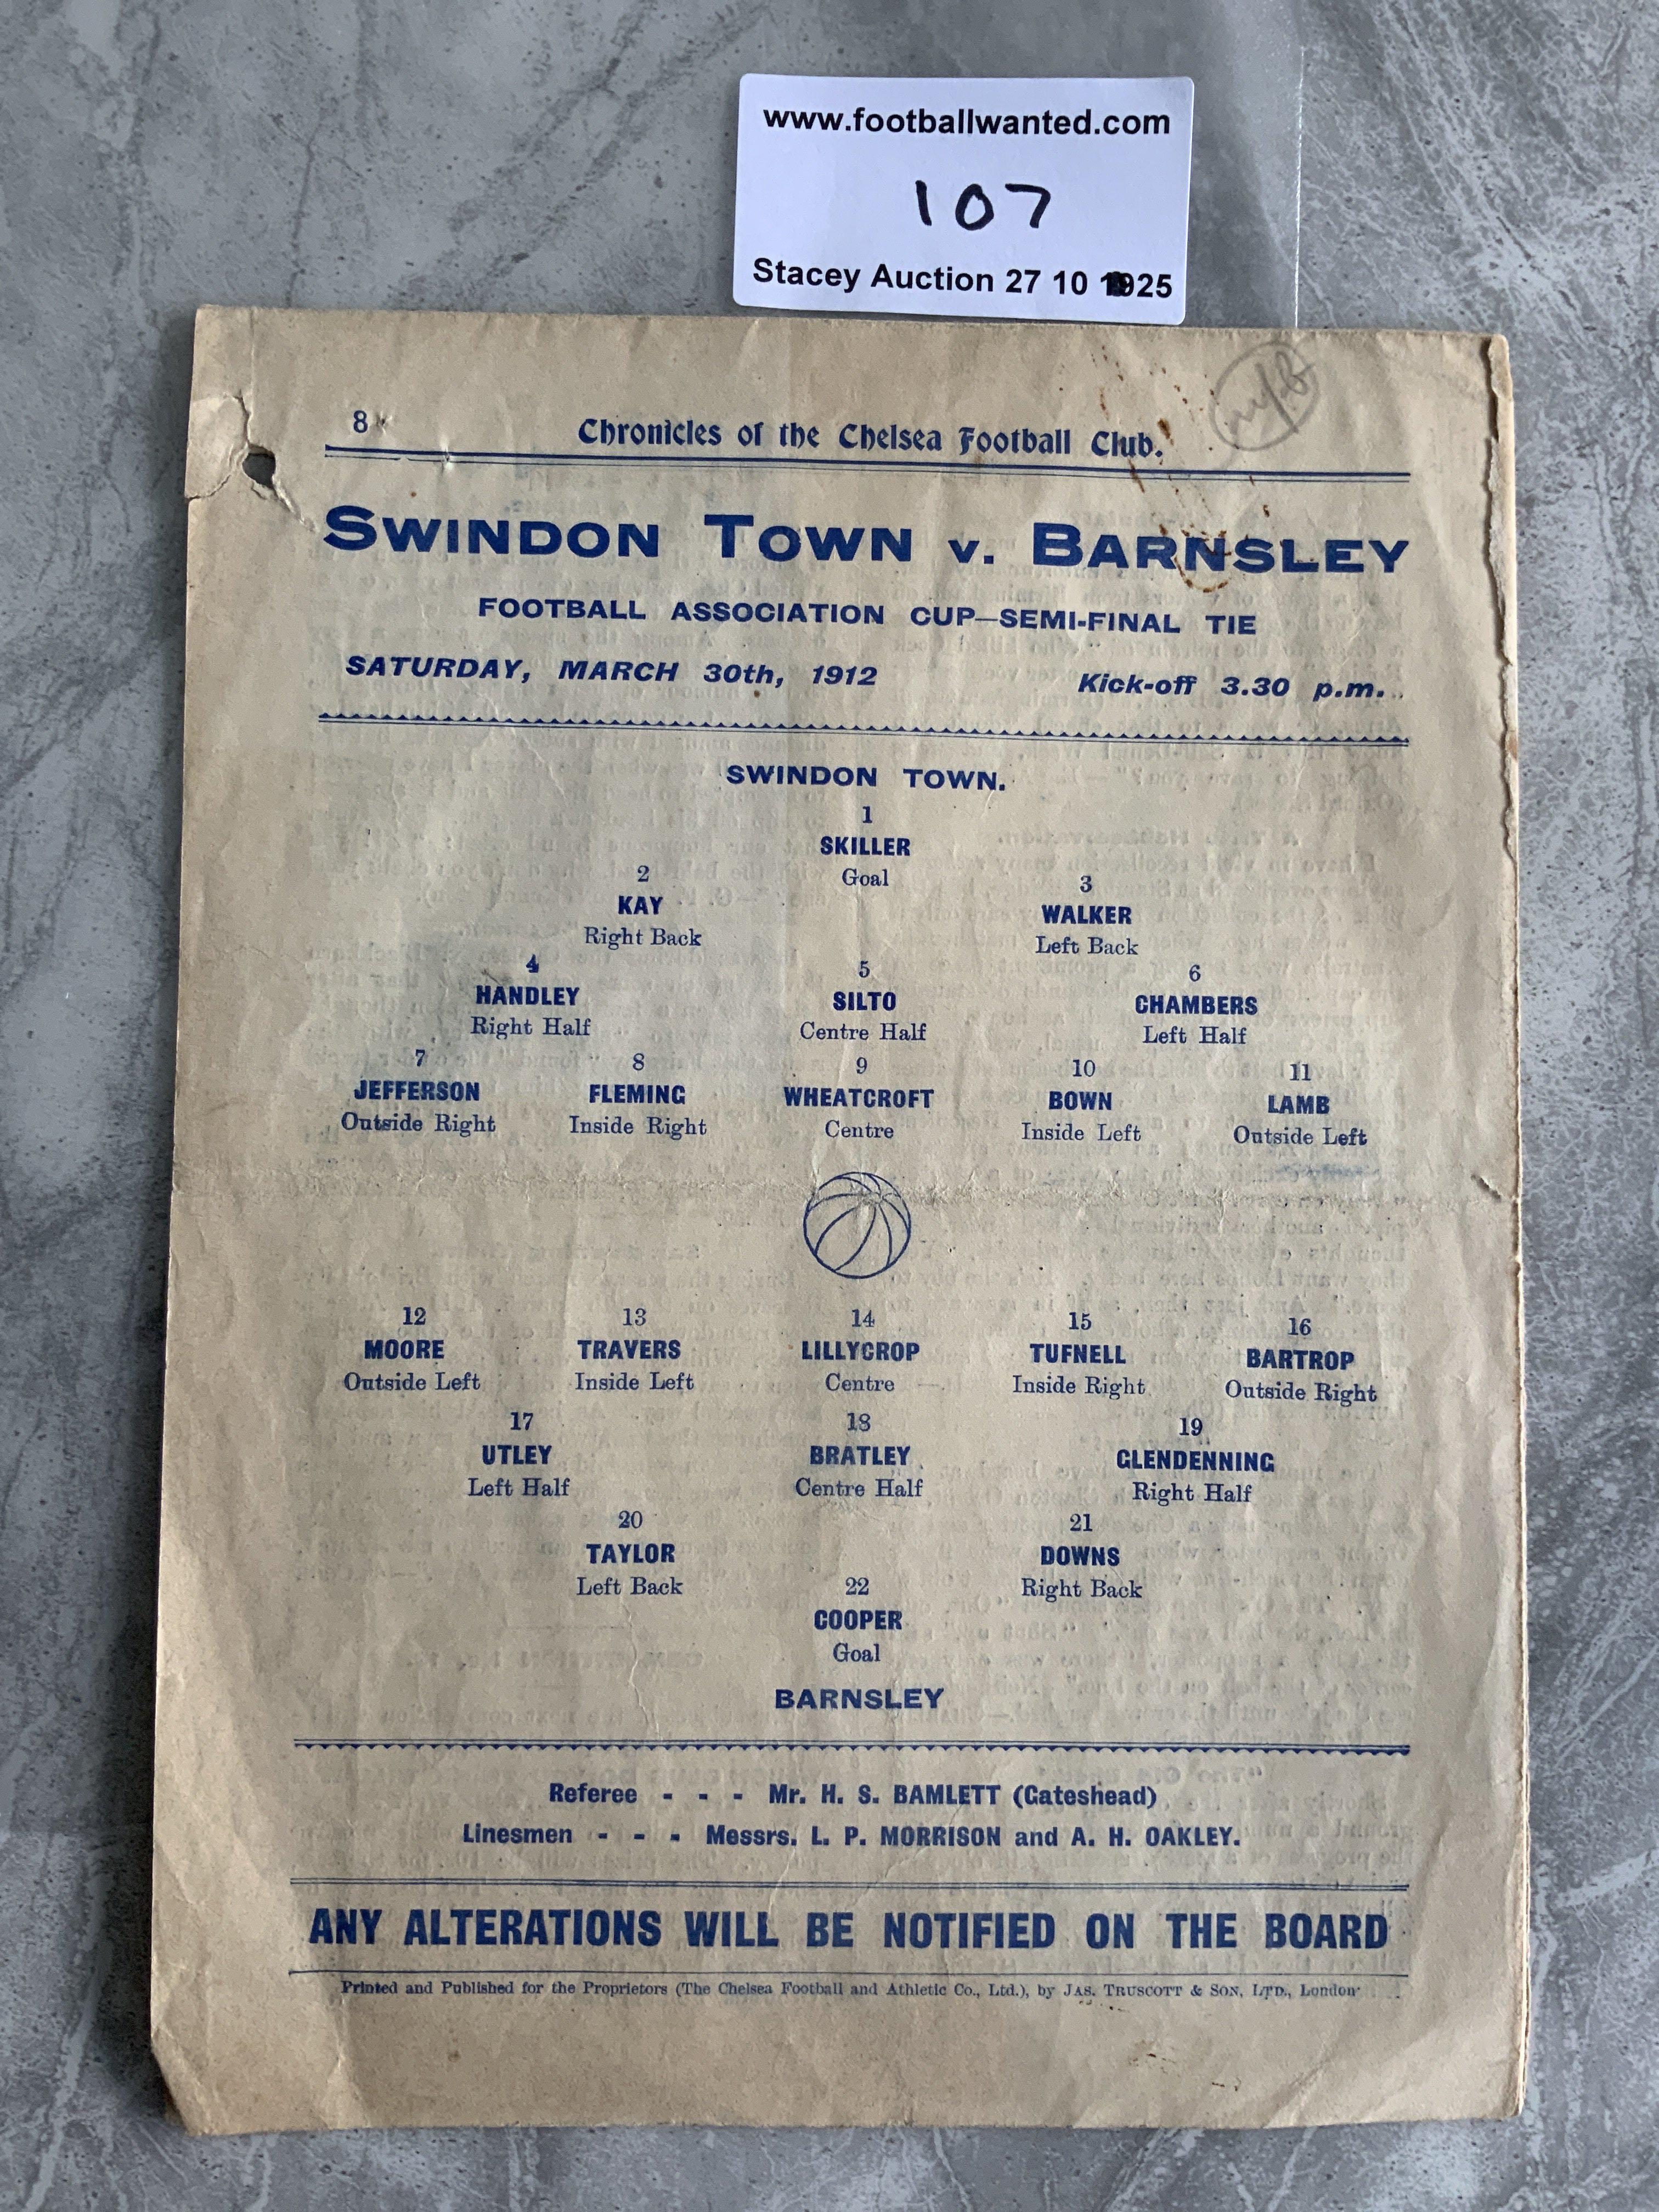 www.footballwanted.com
107
Stacey Auction 27 10 1925
8
Chronicles of the Chelsea Football Club.
SWINDON TOWN v. BARNSLEY
FOOTBALL ASSOCIATION CUP—SEMI-FINAL TIE
SATURDAY, MARCH 30th, 1912 Kick-off 3.30 p.m.
SWINDON TOWN.
1
SKILLER
Goal
2 3
KAY WALKER
Right Back Left Back
4 5 6
HANDLEY SILTO CHAMBERS
Right Half Centre Half Left Half
7 8 9 10 11
JEFFERSON FLEMING WHEATCROFT BOWN LAMB
Outside Right Inside Right Centre Inside Left Outside Left
12 13 14 15 16
MOORE TRAVERS LILLYCROP TUFNELL BARTROP
Outside Left Inside Left Centre Inside Right Outside Right
17 18 19
UTLEY BRATLEY GLENDENNING
Left Half Centre Half Right Half
20 21
TAYLOR DOWNS
Left Back Right Back
22
COOPER
Goal
BARNSLEY
Referee - - - Mr. H. S. BAMLETT (Gateshead)
Linesmen - - - Messrs. L. P. MORRISON and A. H. OAKLEY.
ANY ALTERATIONS WILL BE NOTIFIED ON THE BOARD
Printed and Published for the Proprietors (The Chelsea Football and Athletic Co., Ltd.), by JAS. TRUSCOTT & SON, LTD., London